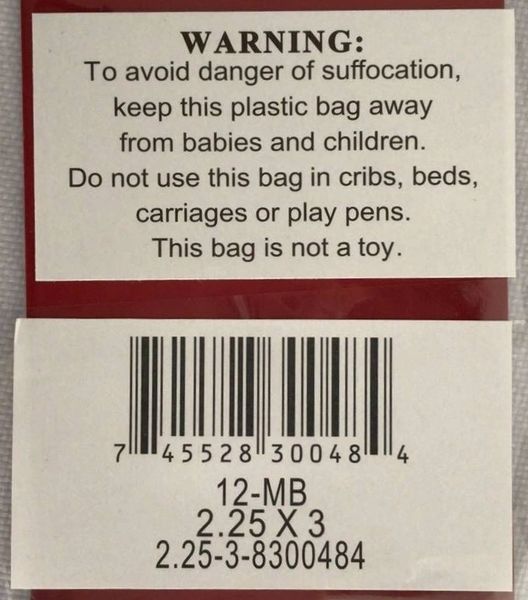 WARNING:
To avoid danger of suffocation,
keep this plastic bag away
from babies and children.
Do not use this bag in cribs, beds,
carriages or play pens.
This bag is not a toy.
7 45528 30048 4
12-MB
2.25 X 3
2.25-3-8300484